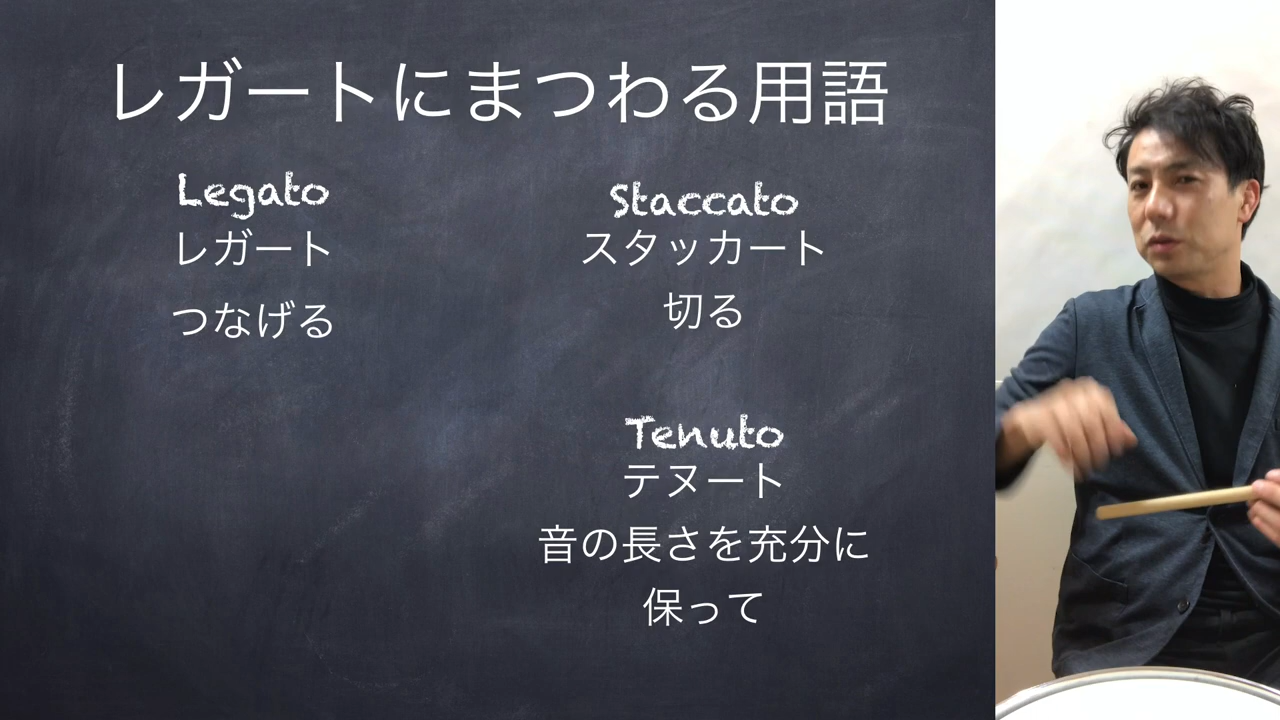 レガートにまつわる用語
Legato
レガート
つなげる
Staccato
スタッカート
切る
Tenuto
テヌート
音の長さを充分に
保って